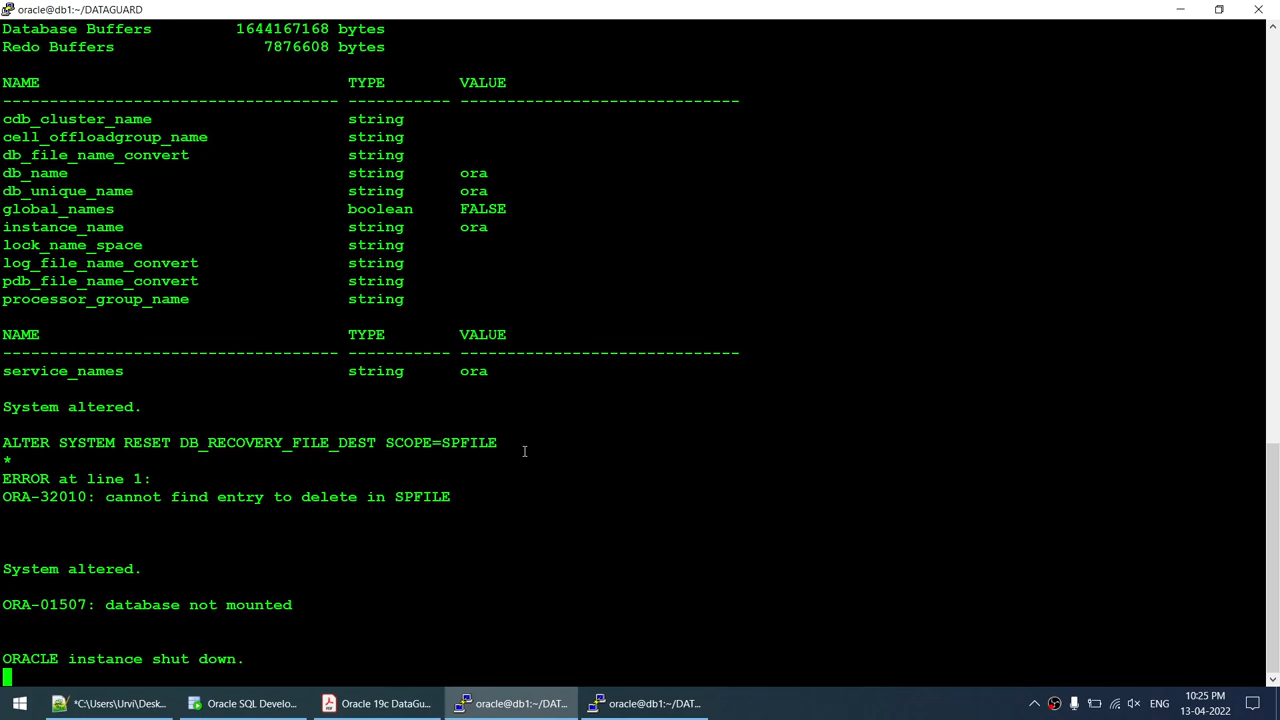 oracle@db1:~/DATAGUARD
Database Buffers 1644167168 bytes
Redo Buffers 7876608 bytes
NAME TYPE VALUE
------------------------------------ ----------- ------------------------------
cdb_cluster_name string
cell_offloadgroup_name string
db_file_name_convert string
db_name string ora
db_unique_name string ora
global_names boolean FALSE
instance_name string ora
lock_name_space string
log_file_name_convert string
pdb_file_name_convert string
processor_group_name string
NAME TYPE VALUE
------------------------------------ ----------- ------------------------------
service_names string ora
System altered.
ALTER SYSTEM RESET DB_RECOVERY_FILE_DEST SCOPE=SPFILE
*
ERROR at line 1:
ORA-32010: cannot find entry to delete in SPFILE
System altered.
ORA-01507: database not mounted
ORACLE instance shut down.
*C:\Users\Urvi\Desk...
Oracle SQL Develo...
Oracle 19c DataGu...
oracle@db1:~/DAT...
oracle@db1:~/DAT...
ENG
10:25 PM
13-04-2022